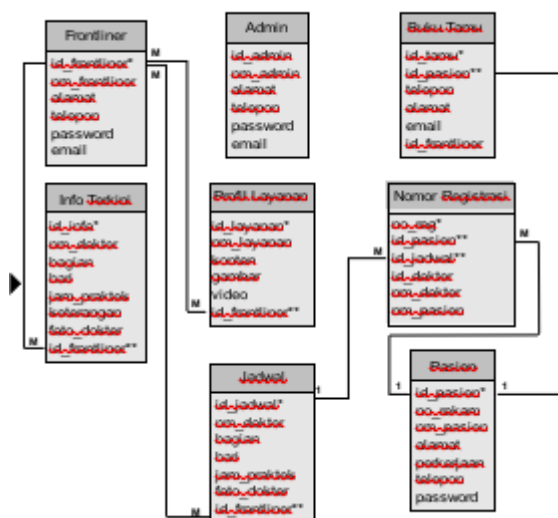 Frontliner
id_frontliner*
nm_frontliner
alamat
telepon
password
email
Admin
id_admin
nm_admin
alamat
telepon
password
email
Buku Tamu
id_tamu*
id_pasien**
telepon
alamat
email
id_frontliner
M
M
Info Terkini
id_info*
nm_dokter
bagian
hari
jam_praktek
keterangan
foto_dokter
id_frontliner**
M
Profil Layanan
id_layanan*
nm_layanan
konten
gambar
video
id_frontliner**
M
Nomor Registrasi
no_reg*
id_pasien**
id_jadwal**
id_dokter
nm_dokter
nm_pasien
M
M
Jadwal
id_jadwal*
nm_dokter
bagian
hari
jam_praktek
foto_dokter
id_frontliner**
M
1
Pasien
id_pasien*
no_rekam
nm_pasien
alamat
perkerjaan
telepon
password
1
1